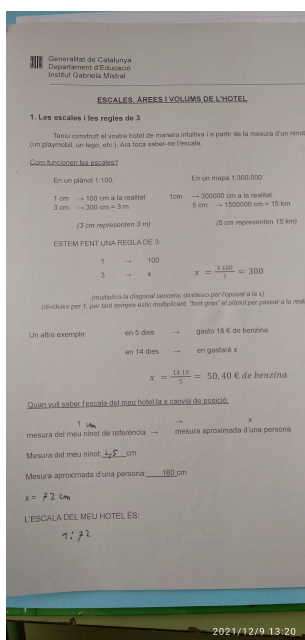 Generalitat de Catalunya
Departament d'Educació
Institut Gabriela Mistral
ESCALES, ÀREES I VOLUMS DE L'HOTEL
1. Les escales i les regles de 3
Teniu construït el vostre hotel de manera intuïtiva i a partir de la mesura d'un ninot
(un playmobil, un lego, etc.). Ara toca saber-ne l'escala.
Com funcionen les escales?
En un plànol 1:100,
En un mapa 1:300.000
1 cm → 100 cm a la realitat
1cm → 300000 cm a la realitat
3 cm → 300 cm = 3 m
5 cm → 1500000 cm = 15 km
(3 cm representen 3 m)
(5 cm representen 15 km)
ESTEM FENT UNA REGLA DE 3:
1 → 100
3 → x
x = 3·100 / 1 = 300
(multiplico la diagonal sencera, divideixo per l'oposat a la x)
(divideixo per 1, per tant sempre estic multiplicant, "fent gran" el plànol per passar a la real
Un altre exemple:
en 5 dies → gasto 18 € de benzina
en 14 dies → en gastaré x
x = 14·18 / 5 = 50,40 € de benzina
Quan vull saber l'escala del meu hotel la x canvia de posició:
1 cm → x
mesura del meu ninot de referència → mesura aproximada d'una persona
Mesura del meu ninot: 2,5 cm
Mesura aproximada d'una persona: 180 cm
x = 72 cm
L'ESCALA DEL MEU HOTEL ÉS:
1:72
2021/12/9 13:20